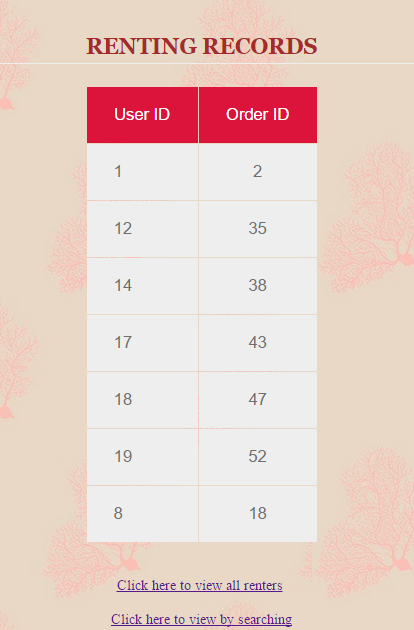 RENTING RECORDS
User ID Order ID
1 2
12 35
14 38
17 43
18 47
19 52
8 18
Click here to view all renters
Click here to view by searching